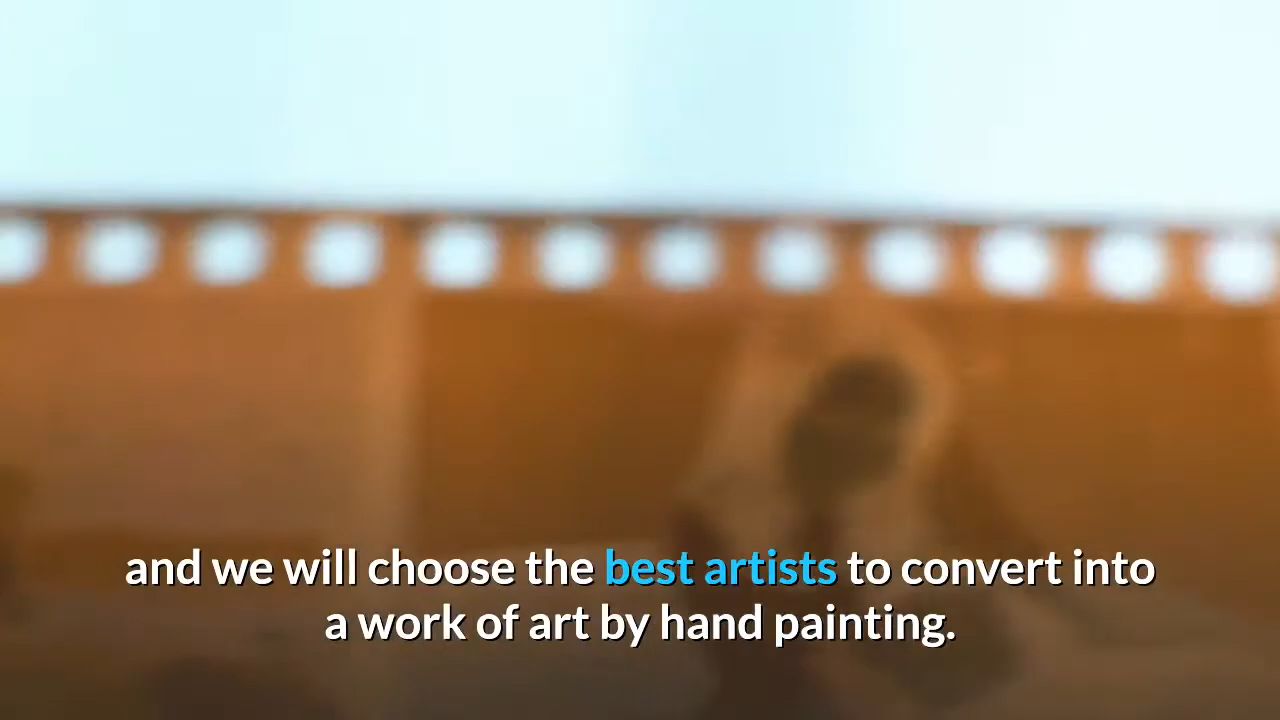 and we will choose the best artists to convert into
a work of art by hand painting.